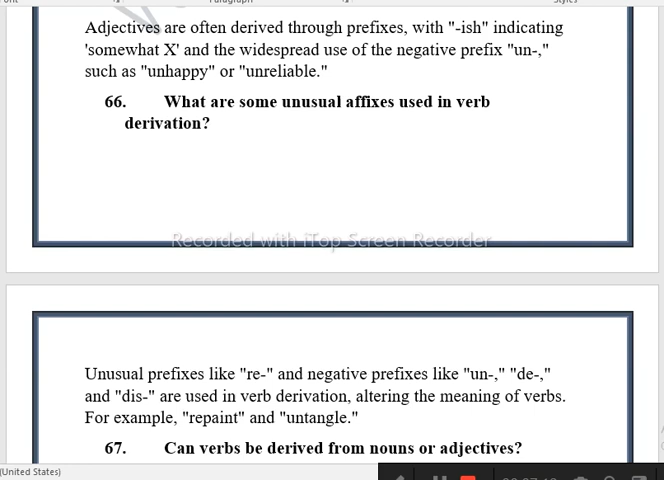 Paragraph
Styles
Adjectives are often derived through prefixes, with "-ish" indicating
'somewhat X' and the widespread use of the negative prefix "un-,"
such as "unhappy" or "unreliable."
66. What are some unusual affixes used in verb
derivation?
Recorded with iTop Screen Recorder
Unusual prefixes like "re-" and negative prefixes like "un-," "de-,"
and "dis-" are used in verb derivation, altering the meaning of verbs.
For example, "repaint" and "untangle."
67. Can verbs be derived from nouns or adjectives?
(United States)